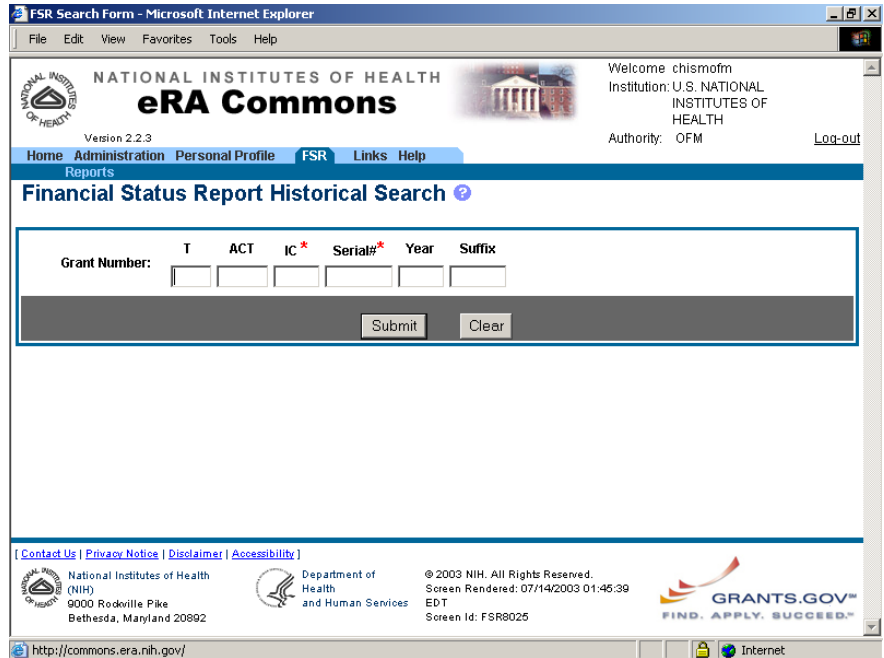 FSR Search Form - Microsoft Internet Explorer
File Edit View Favorites Tools Help
NATIONAL INSTITUTES OF HEALTH
eRA Commons
Version 2.2.3
Welcome chismofm
Institution: U.S. NATIONAL
INSTITUTES OF
HEALTH
Authority: OFM
Log-out
Home Administration Personal Profile FSR Links Help
Reports
Financial Status Report Historical Search ?
T ACT IC * Serial#* Year Suffix
Grant Number:
Submit Clear
[ Contact Us | Privacy Notice | Disclaimer | Accessibility ]
National Institutes of Health
(NIH)
9000 Rockville Pike
Bethesda, Maryland 20892
Department of
Health
and Human Services
© 2003 NIH. All Rights Reserved.
Screen Rendered: 07/14/2003 01:45:39
EDT
Screen Id: FSR8025
GRANTS.GOV℠
FIND. APPLY. SUCCEED.℠
http://commons.era.nih.gov/
Internet